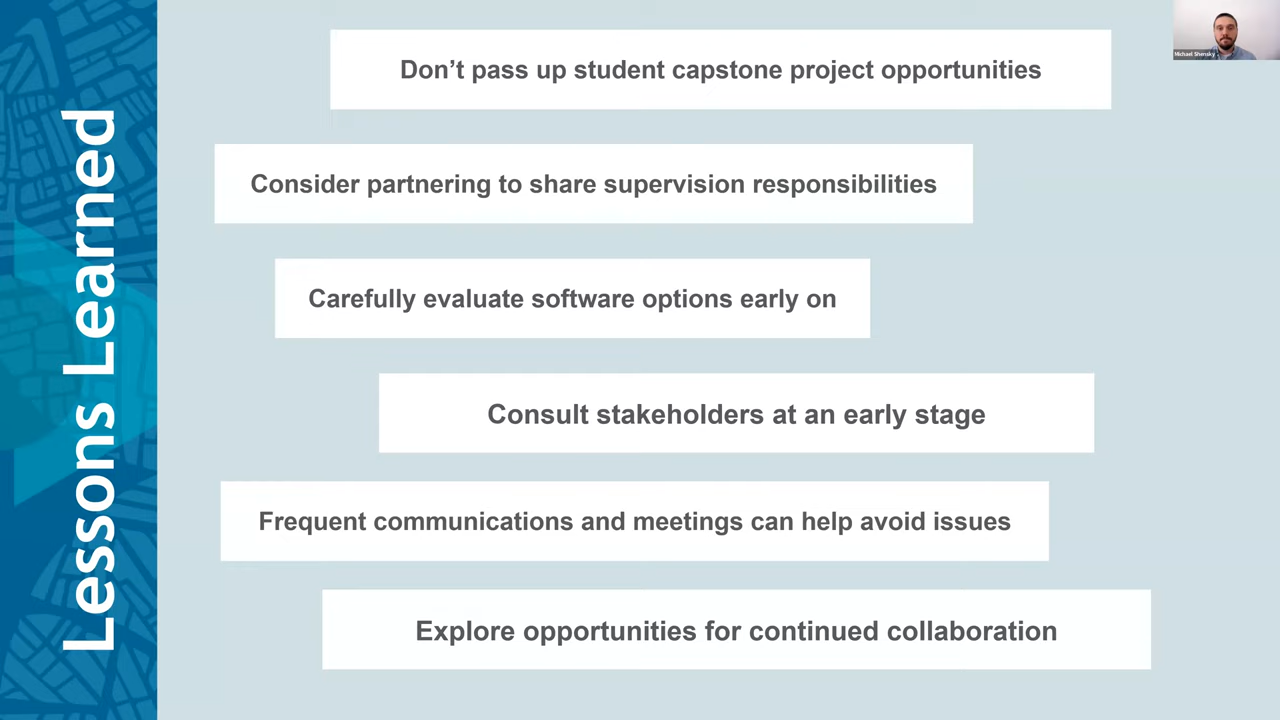 Lessons Learned
Don’t pass up student capstone project opportunities
Consider partnering to share supervision responsibilities
Carefully evaluate software options early on
Consult stakeholders at an early stage
Frequent communications and meetings can help avoid issues
Explore opportunities for continued collaboration
Michael Shensky